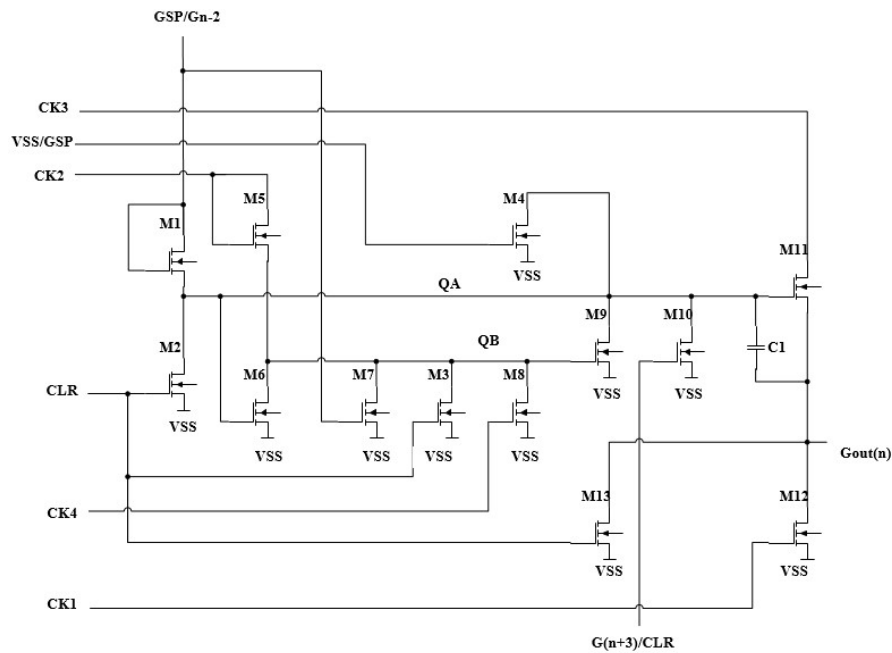 GSP/Gn-2
CK3
VSS/GSP
CK2
M5
M4
M1
VSS
M11
QA
M9
M10
M2
QB
C1
CLR
M6
M7
M3
M8
VSS
VSS
VSS
VSS
VSS
VSS
VSS
Gout(n)
M13
M12
CK4
VSS
VSS
CK1
G(n+3)/CLR